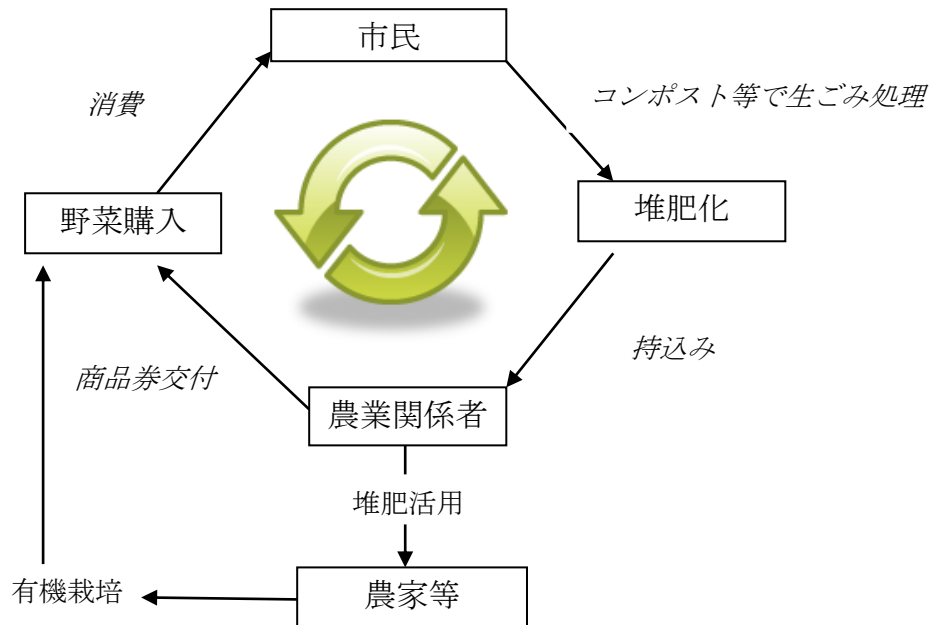 市民
消費
コンポスト等で生ごみ処理
野菜購入
堆肥化
持込み
商品券交付
農業関係者
堆肥活用
有機栽培
農家等